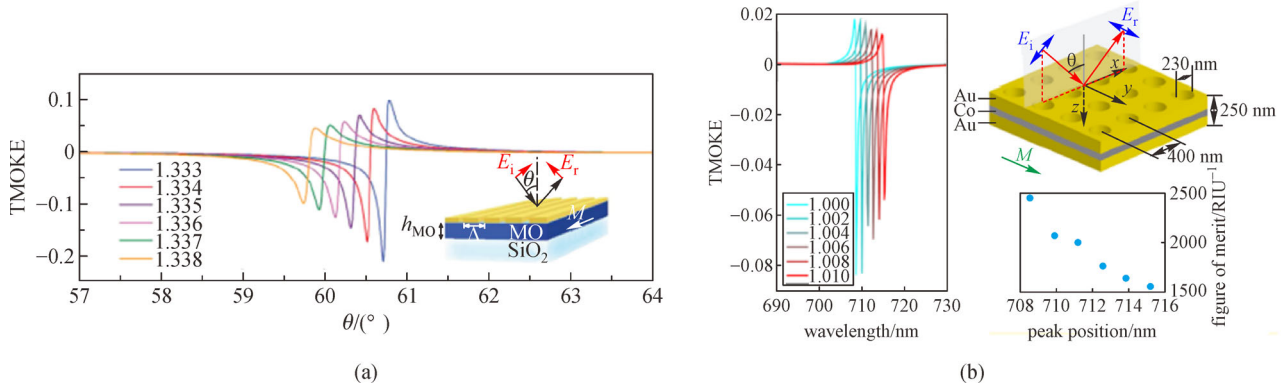 (a)
TMOKE
0.1
0
-0.1
-0.2
1.333
1.334
1.335
1.336
1.337
1.338
57
58
59
60
61
62
63
64
θ/(°)
E_i
θ
E_r
h_MO
Λ
MO
M
SiO₂
(b)
TMOKE
0.02
0
−0.02
−0.04
−0.06
−0.08
1.000
1.002
1.004
1.006
1.008
1.010
690
700
710
720
730
wavelength/nm
E_i
θ
E_r
x
y
z
230 nm
Au
Co
Au
250 nm
400 nm
M
2500
2000
1500
708
710
712
714
716
peak position/nm
figure of merit/RIU⁻¹